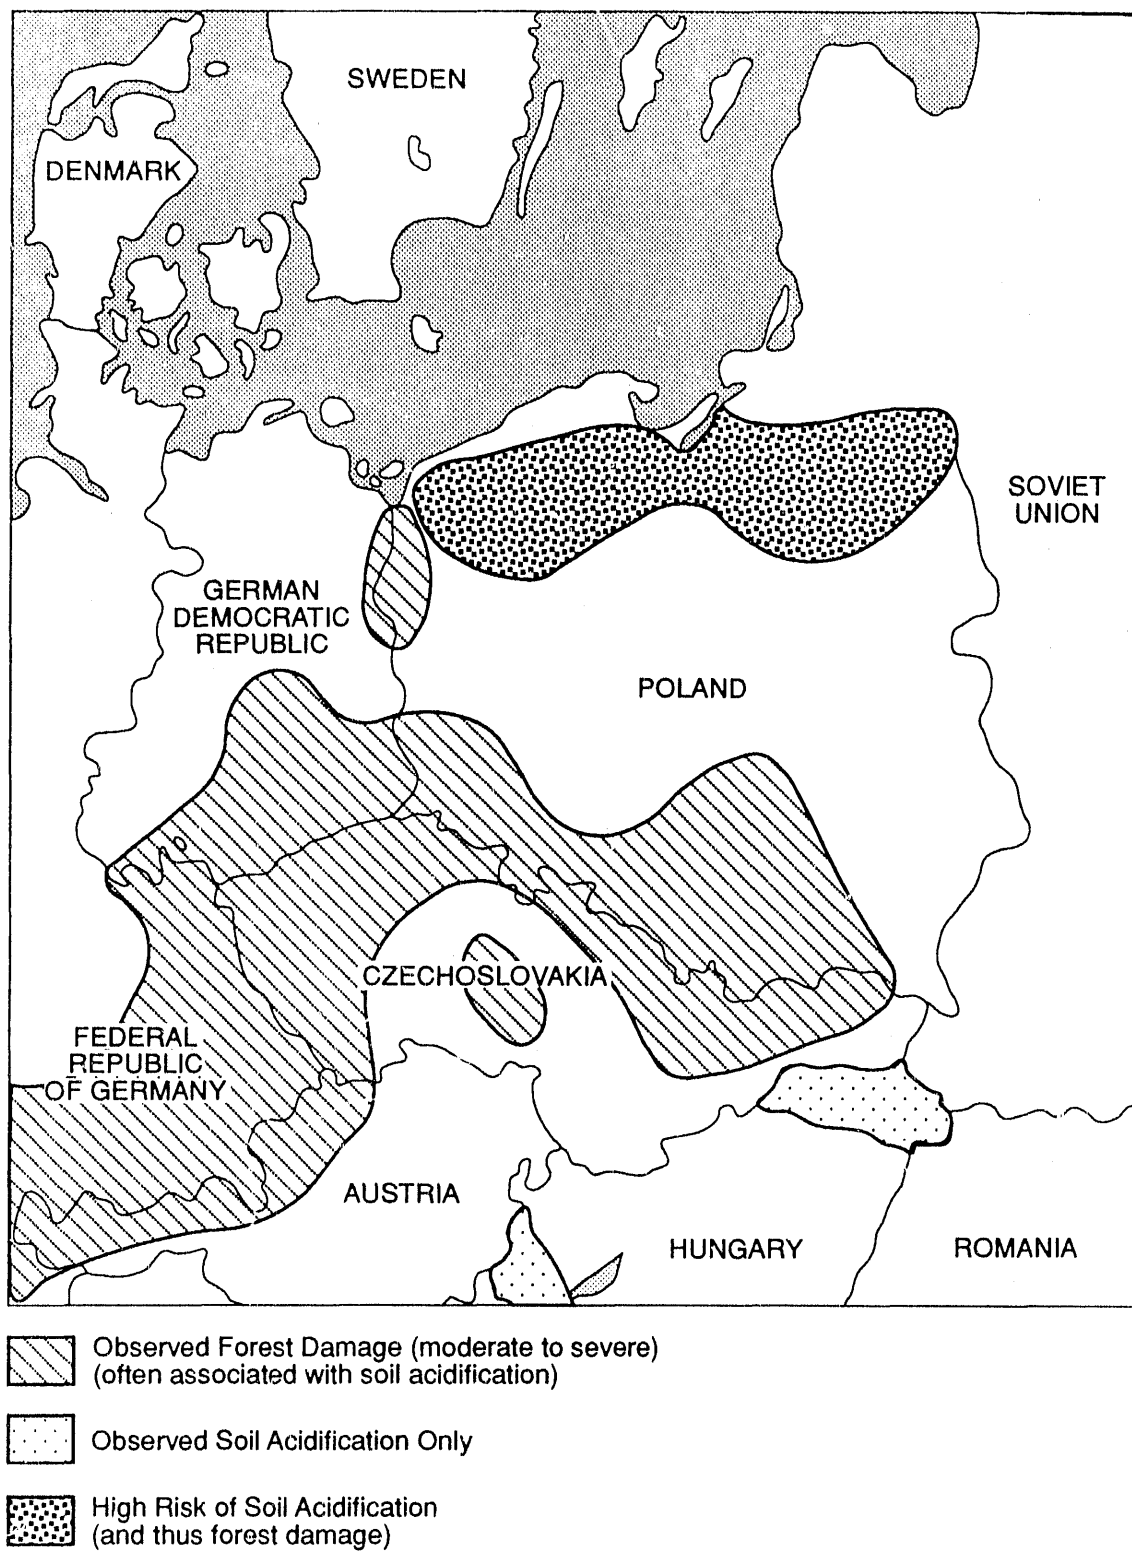 SWEDEN
DENMARK
SOVIET
UNION
GERMAN
DEMOCRATIC
REPUBLIC
POLAND
CZECHOSLOVAKIA
FEDERAL
REPUBLIC
OF GERMANY
AUSTRIA
HUNGARY
ROMANIA
Observed Forest Damage (moderate to severe)
(often associated with soil acidification)
Observed Soil Acidification Only
High Risk of Soil Acidification
(and thus forest damage)